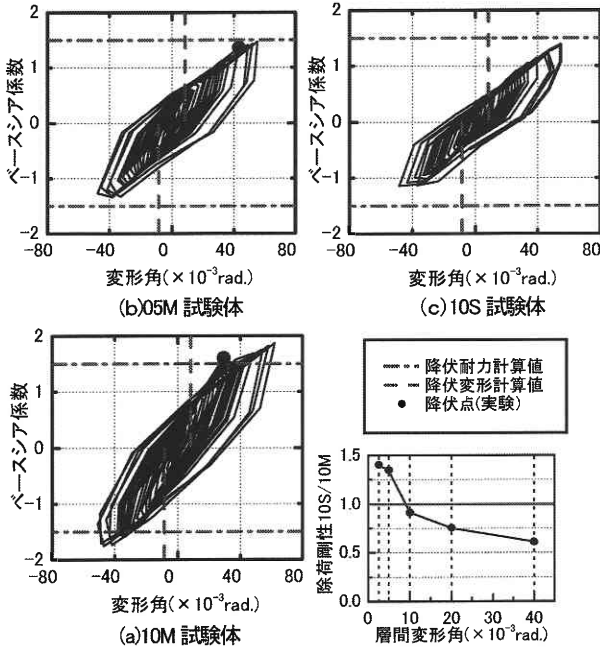 2
1
0
-1
-2
ベースシア係数
-80 -40 0 40 80
変形角(×10⁻³rad.)
(b)05M 試験体
2
1
0
-1
-2
ベースシア係数
-80 -40 0 40 80
変形角(×10⁻³rad.)
(c)10S 試験体
2
1
0
-1
-2
ベースシア係数
-80 -40 0 40 80
変形角(×10⁻³rad.)
(a)10M 試験体
降伏耐力計算値
降伏変形計算値
降伏点(実験)
1.5
1.0
0.5
0.0
除荷剛性10S/10M
0 10 20 30 40
層間変形角(×10⁻³rad.)